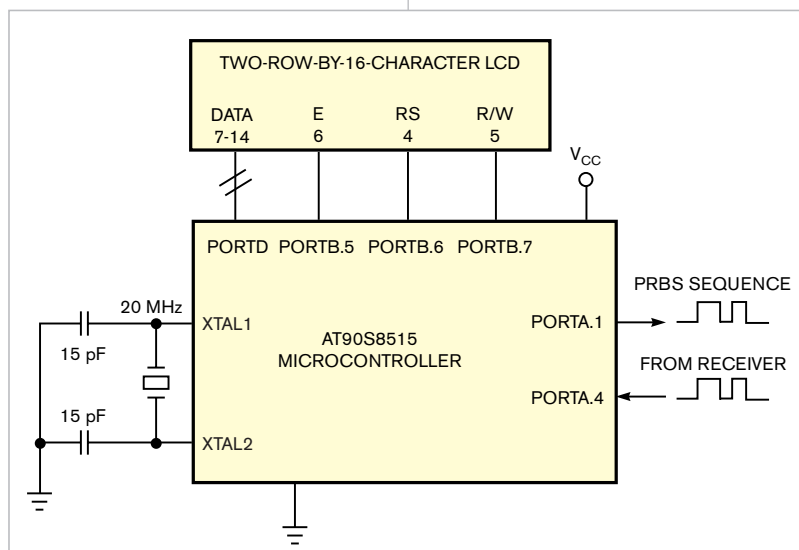 TWO-ROW-BY-16-CHARACTER LCD
DATA E RS R/W
7-14 6 4 5
VCC
PORTD PORTB.5 PORTB.6 PORTB.7
PRBS SEQUENCE
20 MHz
XTAL1
PORTA.1
15 pF
AT90S8515
MICROCONTROLLER
FROM RECEIVER
PORTA.4
15 pF
XTAL2